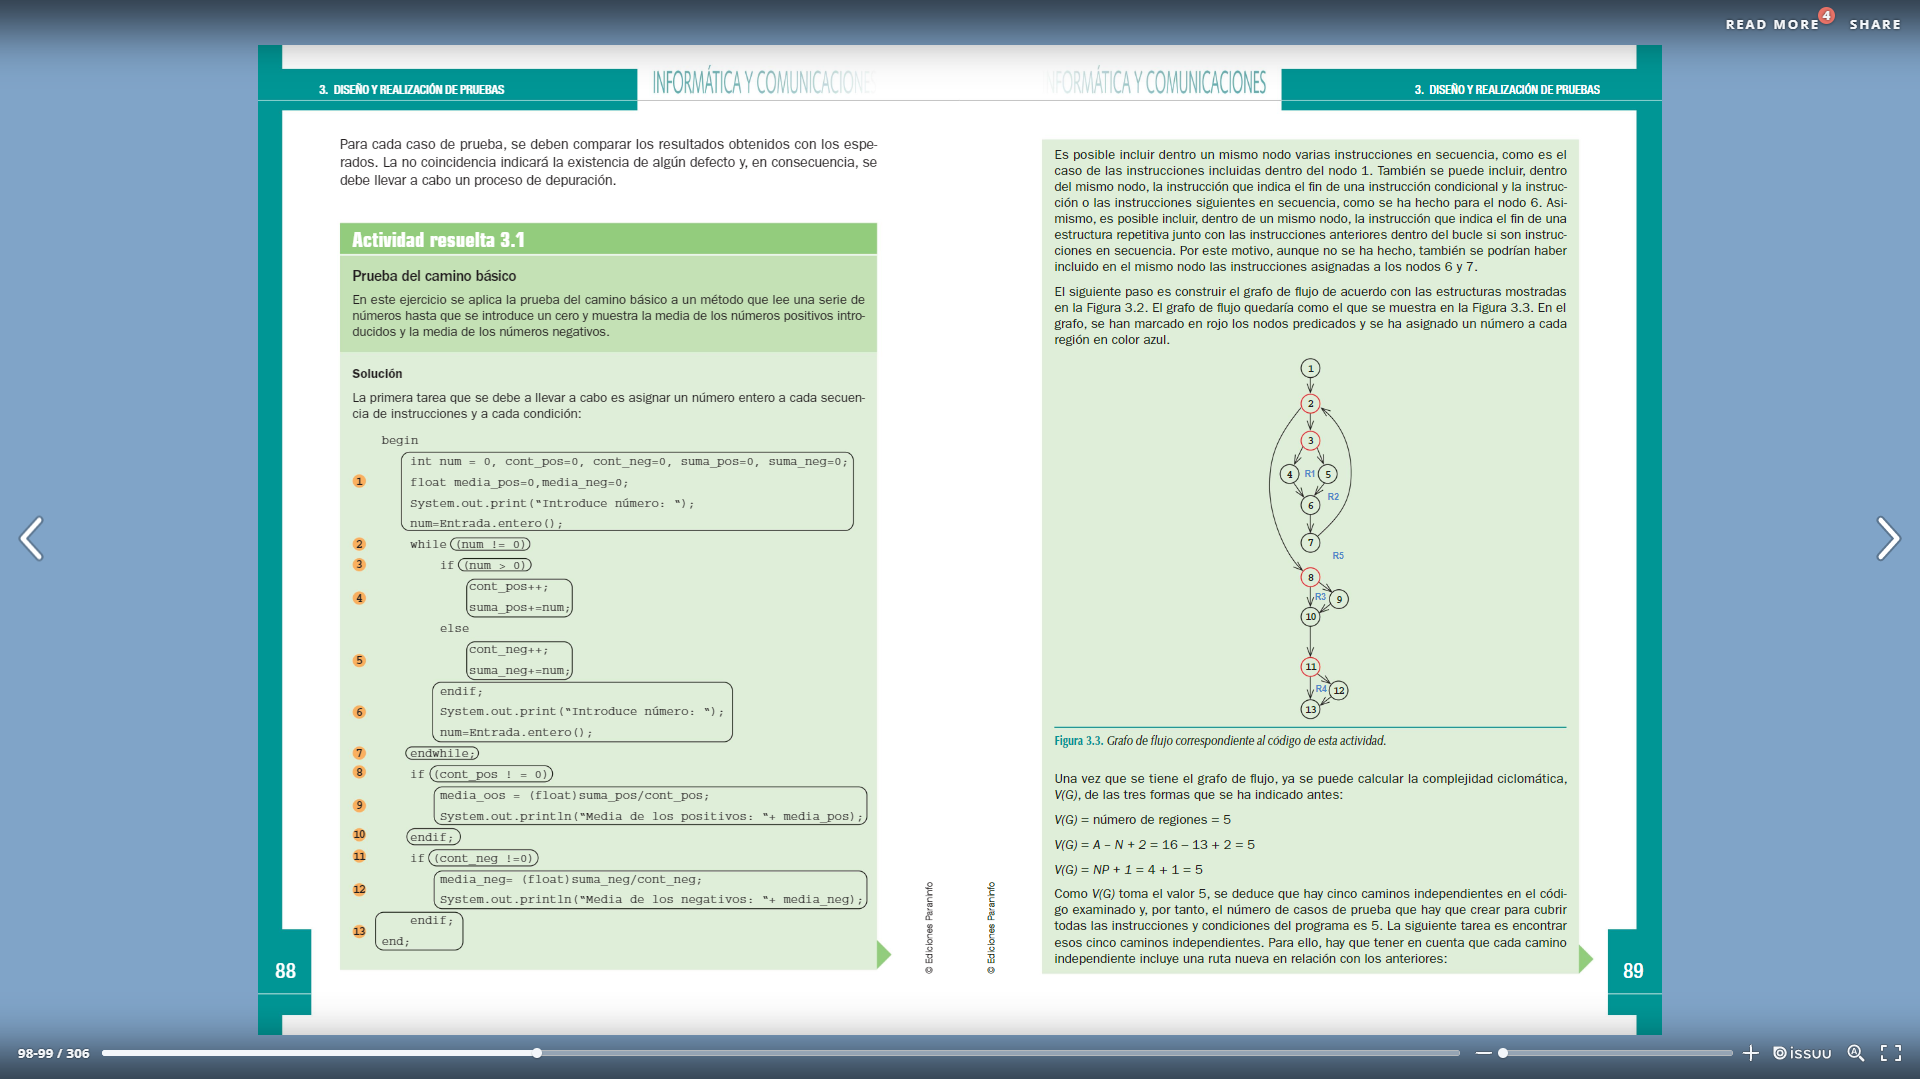 READ MORE 4 SHARE
3. DISEÑO Y REALIZACIÓN DE PRUEBAS
INFORMÁTICA Y COMUNICACIONES
Para cada caso de prueba, se deben comparar los resultados obtenidos con los espe-
rados. La no coincidencia indicará la existencia de algún defecto y, en consecuencia, se
debe llevar a cabo un proceso de depuración.
Actividad resuelta 3.1
Prueba del camino básico
En este ejercicio se aplica la prueba del camino básico a un método que lee una serie de
números hasta que se introduce un cero y muestra la media de los números positivos intro-
ducidos y la media de los números negativos.
Solución
La primera tarea que se debe a llevar a cabo es asignar un número entero a cada secuen-
cia de instrucciones y a cada condición:
begin
int num = 0, cont_pos=0, cont_neg=0, suma_pos=0, suma_neg=0;
1
float media_pos=0,media_neg=0;
System.out.print(“Introduce número: “);
num=Entrada.entero();
2 while (num != 0)
3 if (num > 0)
cont_pos++;
4
suma_pos+=num;
else
cont_neg++;
5
suma_neg+=num;
endif;
6 System.out.print(“Introduce número: “);
num=Entrada.entero();
7 endwhile;
8 if (cont_pos ! = 0)
media_oos = (float)suma_pos/cont_pos;
9
System.out.println(“Media de los positivos: “+ media_pos);
10 endif;
11 if (cont_neg !=0)
media_neg= (float)suma_neg/cont_neg;
12
System.out.println(“Media de los negativos: “+ media_neg);
endif;
13
end;
88
© Ediciones Paraninfo
INFORMÁTICA Y COMUNICACIONES
3. DISEÑO Y REALIZACIÓN DE PRUEBAS
Es posible incluir dentro un mismo nodo varias instrucciones en secuencia, como es el
caso de las instrucciones incluidas dentro del nodo 1. También se puede incluir, dentro
del mismo nodo, la instrucción que indica el fin de una instrucción condicional y la instruc-
ción o las instrucciones siguientes en secuencia, como se ha hecho para el nodo 6. Asi-
mismo, es posible incluir, dentro de un mismo nodo, la instrucción que indica el fin de una
estructura repetitiva junto con las instrucciones anteriores dentro del bucle si son instruc-
ciones en secuencia. Por este motivo, aunque no se ha hecho, también se podrían haber
incluido en el mismo nodo las instrucciones asignadas a los nodos 6 y 7.
El siguiente paso es construir el grafo de flujo de acuerdo con las estructuras mostradas
en la Figura 3.2. El grafo de flujo quedaría como el que se muestra en la Figura 3.3. En el
grafo, se han marcado en rojo los nodos predicados y se ha asignado un número a cada
región en color azul.
1
2
3
4 R1 5
R2
6
7
R5
8
R3 9
10
11
R4 12
13
Figura 3.3. Grafo de flujo correspondiente al código de esta actividad.
Una vez que se tiene el grafo de flujo, ya se puede calcular la complejidad ciclomática,
V(G), de las tres formas que se ha indicado antes:
V(G) = número de regiones = 5
V(G) = A – N + 2 = 16 – 13 + 2 = 5
V(G) = NP + 1 = 4 + 1 = 5
Como V(G) toma el valor 5, se deduce que hay cinco caminos independientes en el códi-
go examinado y, por tanto, el número de casos de prueba que hay que crear para cubrir
todas las instrucciones y condiciones del programa es 5. La siguiente tarea es encontrar
esos cinco caminos independientes. Para ello, hay que tener en cuenta que cada camino
independiente incluye una ruta nueva en relación con los anteriores:
© Ediciones Paraninfo
89
98-99 / 306
issuu